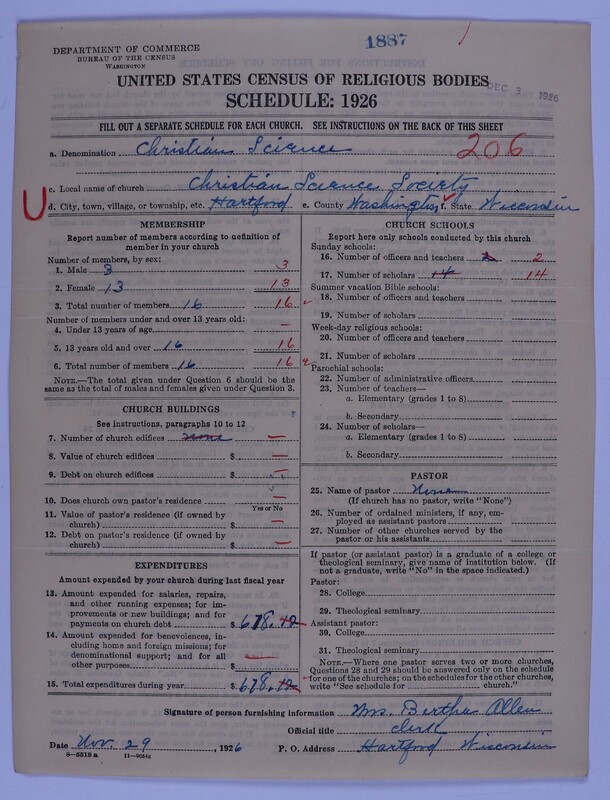 1887
DEPARTMENT OF COMMERCE
BUREAU OF THE CENSUS
WASHINGTON
UNITED STATES CENSUS OF RELIGIOUS BODIES
DEC 3 1926
SCHEDULE: 1926
FILL OUT A SEPARATE SCHEDULE FOR EACH CHURCH. SEE INSTRUCTIONS ON THE BACK OF THIS SHEET
a. Denomination Christian Science 206
c. Local name of church Christian Science Society
U
d. City, town, village, or township, etc. Hartford e. County Washington f. State Wisconsin
MEMBERSHIP
Report number of members according to definition of
member in your church
Number of members, by sex:
1. Male 3 3
2. Female 13 13
3. Total number of members 16 16
Number of members under and over 13 years old:
4. Under 13 years of age —
5. 13 years old and over 16 16
6. Total number of members 16 16
NOTE.—The total given under Question 6 should be
same as the total of males and females given under Question 3.
CHURCH BUILDINGS
See instructions, paragraphs 10 to 12
7. Number of church edifices none —
8. Value of church edifices $ —
9. Debt on church edifices —
10. Does church own pastor's residence —
Yes or No
11. Value of pastor's residence (if owned by
church) $ —
12. Debt on pastor's residence (if owned by
church) $ —
EXPENDITURES
Amount expended by your church during last fiscal year
13. Amount expended for salaries, repairs,
and other running expenses; for im-
provements or new buildings; and for
payments on church debt $ 678.12
14. Amount expended for benevolences,
including home and foreign missions; for
denominational support; and for all
other purposes $ —
15. Total expenditures during year $ 678.12
CHURCH SCHOOLS
Report here only schools conducted by this church
Sunday schools:
16. Number of officers and teachers 2 2
17. Number of scholars 14 14
Summer vacation Bible schools:
18. Number of officers and teachers
19. Number of scholars
Week-day religious schools:
20. Number of officers and teachers
21. Number of scholars
Parochial schools:
22. Number of administrative officers
23. Number of teachers—
a. Elementary (grades 1 to 8)
b. Secondary
24. Number of scholars—
a. Elementary (grades 1 to 8)
b. Secondary
PASTOR
25. Name of pastor None
(If church has no pastor, write "None")
26. Number of ordained ministers, if any, em-
ployed as assistant pastors
27. Number of other churches served by the
pastor or his assistants
If pastor (or assistant pastor) is a graduate of a college or
theological seminary, give name of institution below. (If
not a graduate, write "No" in the space indicated.)
Pastor:
28. College
29. Theological seminary
Assistant pastor:
30. College
31. Theological seminary
NOTE.—Where one pastor serves two or more churches,
Questions 28 and 29 should be answered only on the schedule
for one of the churches; on the schedules for the other churches,
write "See schedule for church."
Signature of person furnishing information Mrs. Bertha Allen
Official title Clerk
Date Nov. 29, 1926 P. O. Address Hartford Wisconsin
8—5518 a 11—9054